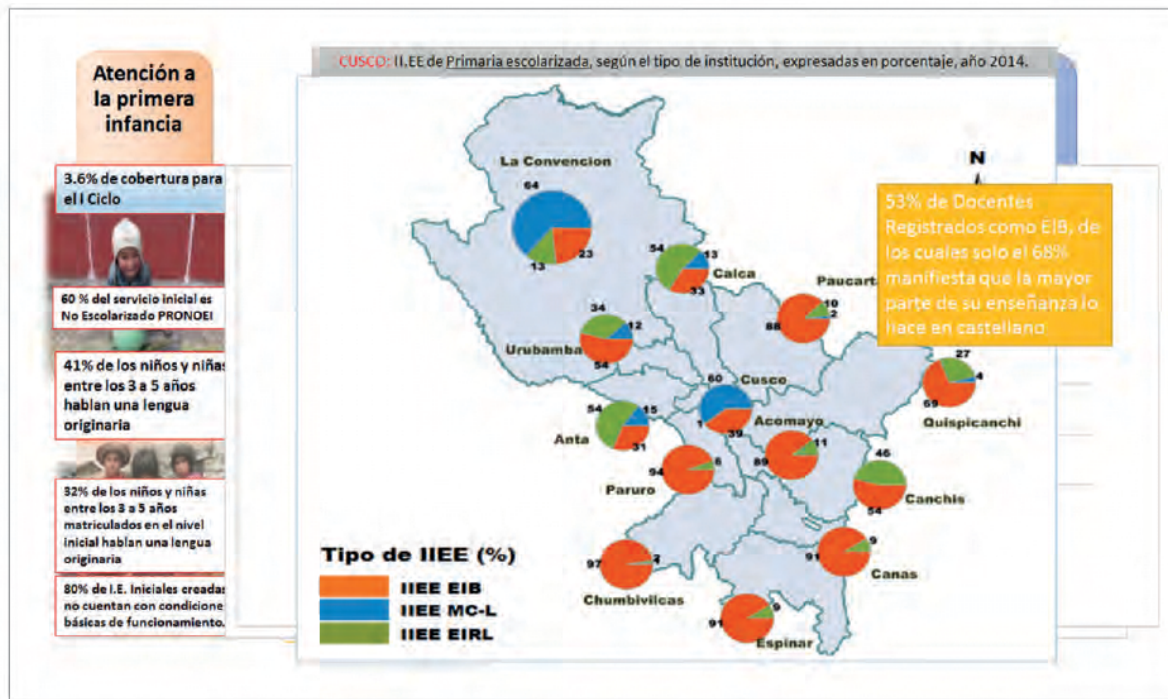 Atención a
la primera
infancia
3.6% de cobertura para
el I Ciclo
60 % del servicio inicial es
No Escolarizado PRONOEI
41% de los niños y niñas
entre los 3 a 5 años
hablan una lengua
originaria
32% de los niños y niñas
entre los 3 a 5 años
matriculados en el nivel
inicial hablan una lengua
originaria
80% de I.E. Iniciales creadas
no cuentan con condicione
básicas de funcionamiento.
CUSCO: II.EE de Primaria escolarizada, según el tipo de institución, expresadas en porcentaje, año 2014.
N
53% de Docentes
Registrados como EIB, de
los cuales solo el 68%
manifiesta que la mayor
parte de su enseñanza lo
hace en castellano
La Convencion
64
13
23
54
13
33
Calca
Paucarta
10
2
88
34
12
54
Urubamba
27
4
69
Quispicanchi
Cusco
60
1
39
54
15
31
Anta
Acomayo
11
89
94
6
Paruro
46
54
Canchis
97
2
Chumbivilcas
9
91
Canas
9
91
Espinar
Tipo de IIEE (%)
IIEE EIB
IIEE MC-L
IIEE EIRL